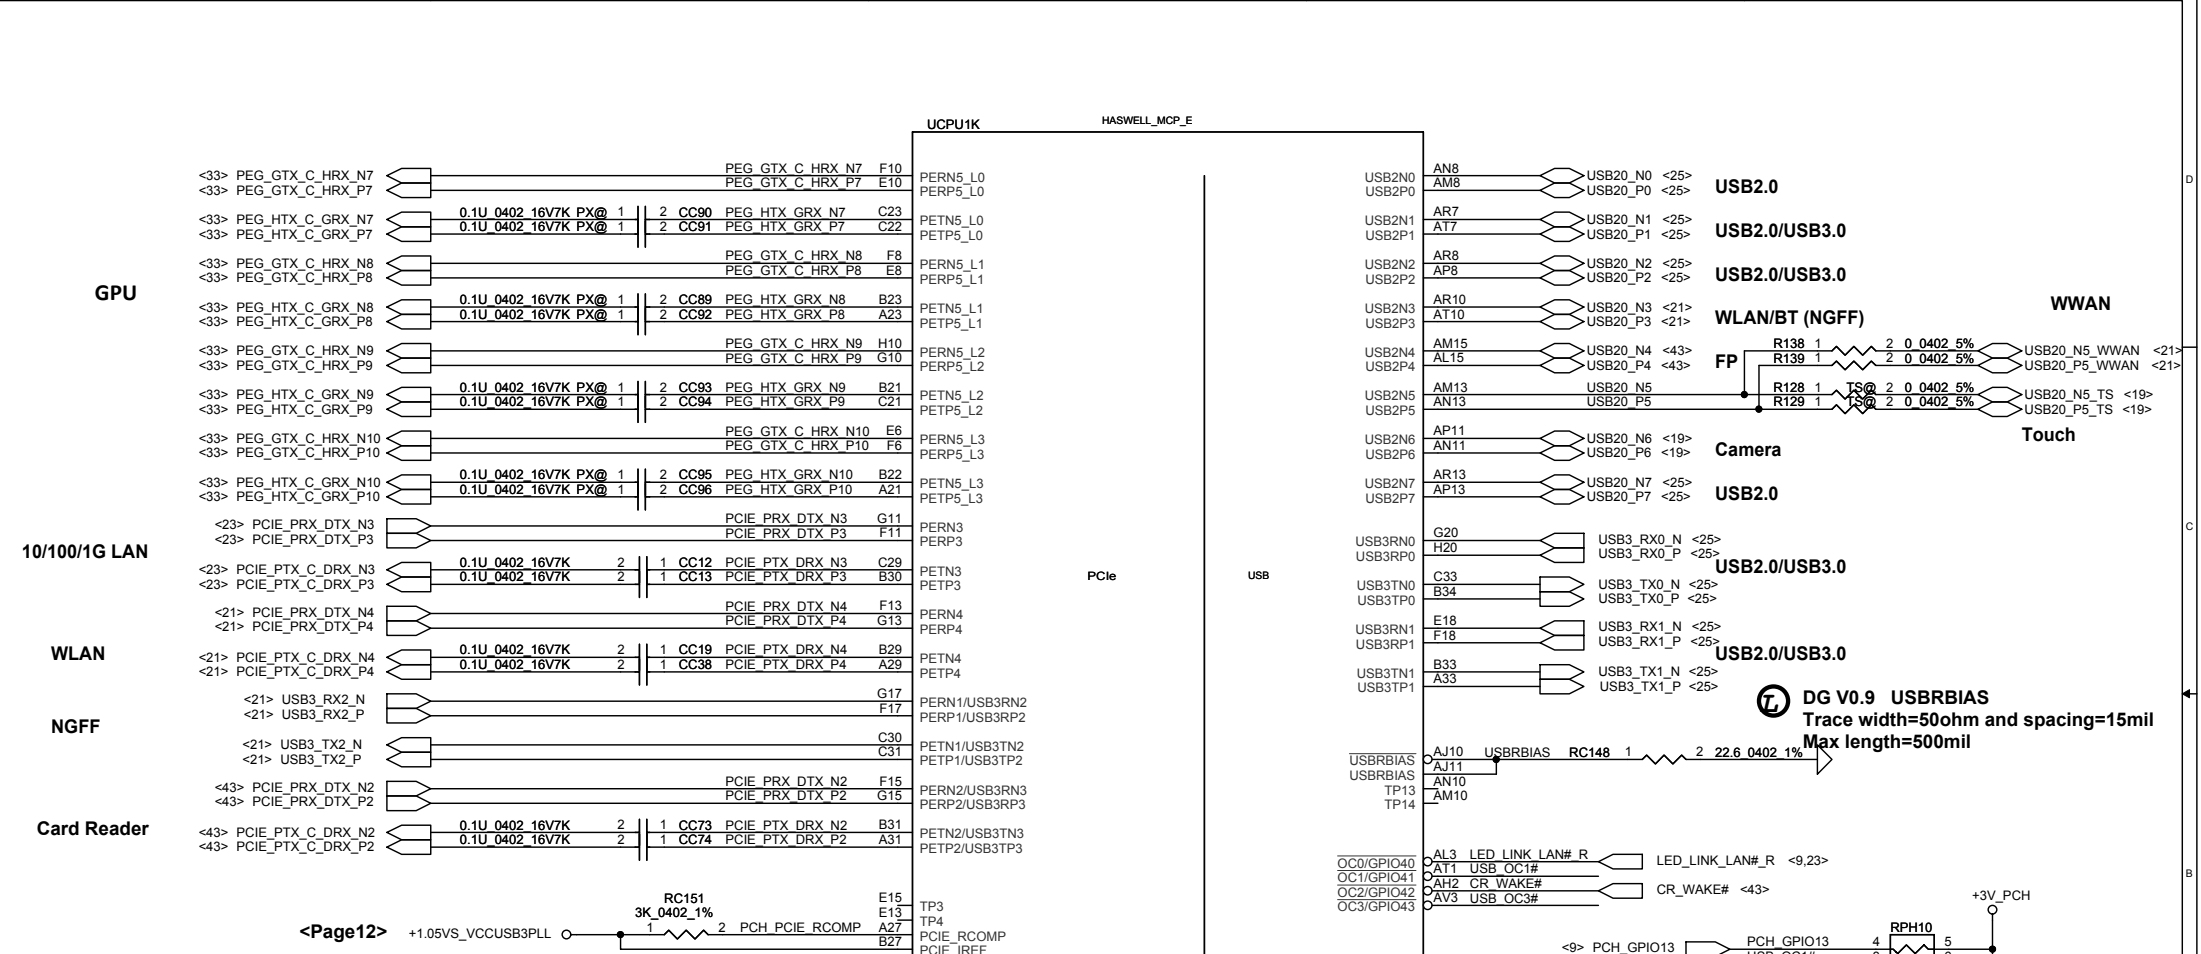 UCPU1K HASWELL_MCP_E
D
<33> PEG_GTX_C_HRX_N7 PEG_GTX_C_HRX_N7 F10 PERN5_L0 USB2N0 AN8 USB20_N0 <25>
<33> PEG_GTX_C_HRX_P7 PEG_GTX_C_HRX_P7 E10 PERP5_L0 USB2P0 AM8 USB20_P0 <25> USB2.0
<33> PEG_HTX_C_GRX_N7 0.1U_0402_16V7K PX@ 1 2 CC90 PEG_HTX_GRX_N7 C23 PETN5_L0 USB2N1 AR7 USB20_N1 <25>
<33> PEG_HTX_C_GRX_P7 0.1U_0402_16V7K PX@ 1 2 CC91 PEG_HTX_GRX_P7 C22 PETP5_L0 USB2P1 AT7 USB20_P1 <25> USB2.0/USB3.0
<33> PEG_GTX_C_HRX_N8 PEG_GTX_C_HRX_N8 F8 PERN5_L1 USB2N2 AR8 USB20_N2 <25>
<33> PEG_GTX_C_HRX_P8 PEG_GTX_C_HRX_P8 E8 PERP5_L1 USB2P2 AP8 USB20_P2 <25> USB2.0/USB3.0
GPU
<33> PEG_HTX_C_GRX_N8 0.1U_0402_16V7K PX@ 1 2 CC89 PEG_HTX_GRX_N8 B23 PETN5_L1 USB2N3 AR10 USB20_N3 <21> WWAN
<33> PEG_HTX_C_GRX_P8 0.1U_0402_16V7K PX@ 1 2 CC92 PEG_HTX_GRX_P8 A23 PETP5_L1 USB2P3 AT10 USB20_P3 <21> WLAN/BT (NGFF)
<33> PEG_GTX_C_HRX_N9 PEG_GTX_C_HRX_N9 H10 PERN5_L2 USB2N4 AM15 USB20_N4 <43> R138 1 2 0_0402_5% USB20_N5_WWAN <21>
<33> PEG_GTX_C_HRX_P9 PEG_GTX_C_HRX_P9 G10 PERP5_L2 USB2P4 AL15 USB20_P4 <43> FP R139 1 2 0_0402_5% USB20_P5_WWAN <21>
<33> PEG_HTX_C_GRX_N9 0.1U_0402_16V7K PX@ 1 2 CC93 PEG_HTX_GRX_N9 B21 PETN5_L2 USB2N5 AM13 USB20_N5 R128 1 TS@ 2 0_0402_5% USB20_N5_TS <19>
<33> PEG_HTX_C_GRX_P9 0.1U_0402_16V7K PX@ 1 2 CC94 PEG_HTX_GRX_P9 C21 PETP5_L2 USB2P5 AN13 USB20_P5 R129 1 TS@ 2 0_0402_5% USB20_P5_TS <19>
<33> PEG_GTX_C_HRX_N10 PEG_GTX_C_HRX_N10 E6 PERN5_L3 USB2N6 AP11 USB20_N6 <19> Touch
<33> PEG_GTX_C_HRX_P10 PEG_GTX_C_HRX_P10 F6 PERP5_L3 USB2P6 AN11 USB20_P6 <19> Camera
<33> PEG_HTX_C_GRX_N10 0.1U_0402_16V7K PX@ 1 2 CC95 PEG_HTX_GRX_N10 B22 PETN5_L3 USB2N7 AR13 USB20_N7 <25>
<33> PEG_HTX_C_GRX_P10 0.1U_0402_16V7K PX@ 1 2 CC96 PEG_HTX_GRX_P10 A21 PETP5_L3 USB2P7 AP13 USB20_P7 <25> USB2.0
<23> PCIE_PRX_DTX_N3 PCIE_PRX_DTX_N3 G11 PERN3 C
<23> PCIE_PRX_DTX_P3 PCIE_PRX_DTX_P3 F11 PERP3 USB3RN0 G20 USB3_RX0_N <25>
10/100/1G LAN USB3RP0 H20 USB3_RX0_P <25>
<23> PCIE_PTX_C_DRX_N3 0.1U_0402_16V7K 2 1 CC12 PCIE_PTX_DRX_N3 C29 PETN3 PCIe USB USB2.0/USB3.0
<23> PCIE_PTX_C_DRX_P3 0.1U_0402_16V7K 2 1 CC13 PCIE_PTX_DRX_P3 B30 PETP3 USB3TN0 C33 USB3_TX0_N <25>
USB3TP0 B34 USB3_TX0_P <25>
<21> PCIE_PRX_DTX_N4 PCIE_PRX_DTX_N4 F13 PERN4 USB3RN1 E18 USB3_RX1_N <25>
<21> PCIE_PRX_DTX_P4 PCIE_PRX_DTX_P4 G13 PERP4 USB3RP1 F18 USB3_RX1_P <25>
WLAN USB2.0/USB3.0
<21> PCIE_PTX_C_DRX_N4 0.1U_0402_16V7K 2 1 CC19 PCIE_PTX_DRX_N4 B29 PETN4 USB3TN1 B33 USB3_TX1_N <25>
<21> PCIE_PTX_C_DRX_P4 0.1U_0402_16V7K 2 1 CC38 PCIE_PTX_DRX_P4 A29 PETP4 USB3TP1 A33 USB3_TX1_P <25>
<21> USB3_RX2_N G17 PERN1/USB3RN2 L DG V0.9 USBRBIAS
<21> USB3_RX2_P F17 PERP1/USB3RP2 Trace width=50ohm and spacing=15mil
NGFF Max length=500mil
<21> USB3_TX2_N C30 PETN1/USB3TN2 USBRBIAS AJ10 USBRBIAS RC148 1 2 22.6_0402_1%
<21> USB3_TX2_P C31 PETP1/USB3TP2 USBRBIAS AJ11
<43> PCIE_PRX_DTX_N2 PCIE_PRX_DTX_N2 F15 PERN2/USB3RN3 TP13 AN10
<43> PCIE_PRX_DTX_P2 PCIE_PRX_DTX_P2 G15 PERP2/USB3RP3 TP14 AM10
Card Reader
<43> PCIE_PTX_C_DRX_N2 0.1U_0402_16V7K 2 1 CC73 PCIE_PTX_DRX_N2 B31 PETN2/USB3TN3
<43> PCIE_PTX_C_DRX_P2 0.1U_0402_16V7K 2 1 CC74 PCIE_PTX_DRX_P2 A31 PETP2/USB3TP3
OC0/GPIO40 AL3 LED_LINK_LAN#_R LED_LINK_LAN#_R <9,23>
OC1/GPIO41 AT1 USB_OC1# B
OC2/GPIO42 AH2 CR_WAKE# CR_WAKE# <43>
RC151 E15 TP3 OC3/GPIO43 AV3 USB_OC3# +3V_PCH
3K_0402_1% E13 TP4
<Page12> +1.05VS_VCCUSB3PLL 1 2 PCH_PCIE_RCOMP A27 PCIE_RCOMP RPH10
B27 PCIE_IREF <9> PCH_GPIO13 PCH_GPIO13 4 5